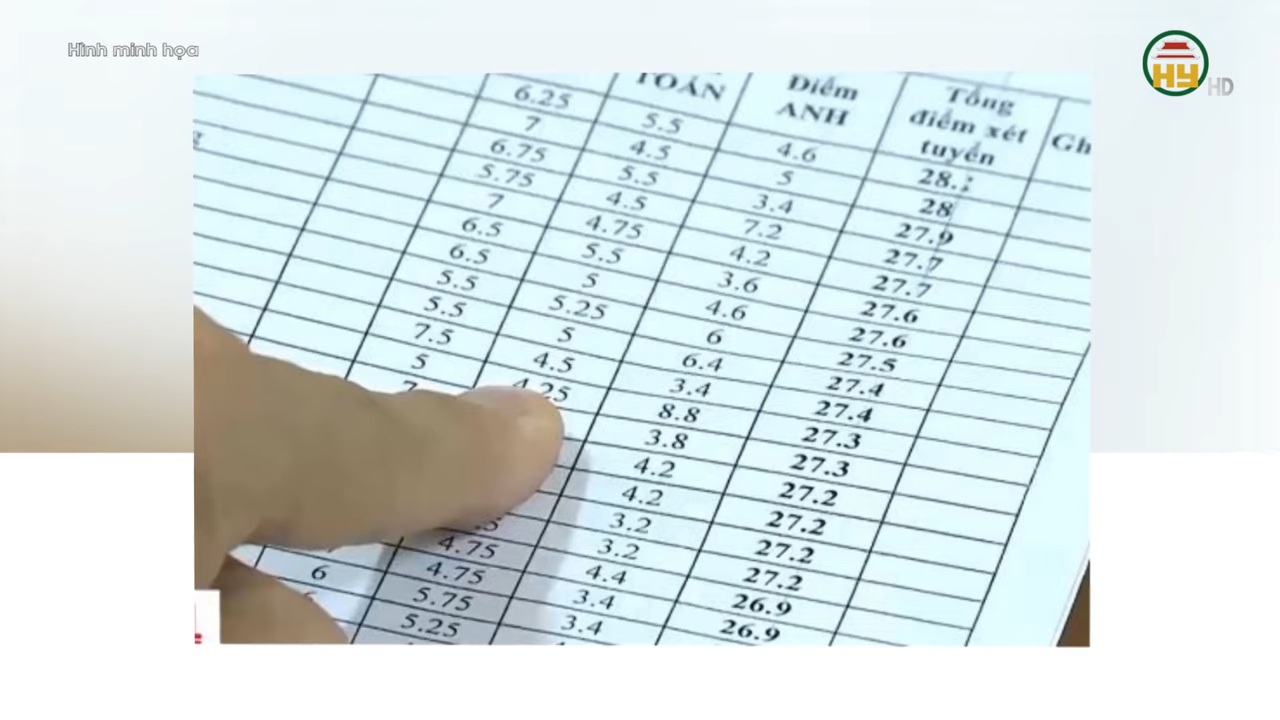 Hình minh họa
HY HD
TOÁN Điểm ANH Tổng điểm xét tuyển
6.25 5.5 4.6 28.
7 4.5 5 28
6.75 5.5 3.4 27.9
5.75 4.5 7.2 27.7
7 4.75 4.2 27.7
6.5 5.5 3.6 27.6
6.5 5 4.6 27.6
5.5 5.25 6 27.5
5.5 5 6.4 27.4
7.5 4.5 3.4 27.4
5 4.25 8.8 27.3
3.8 27.3
4.2 27.2
4.2 27.2
3.2 27.2
3.2 27.2
4.75 4.4 26.9
4.75 3.4 26.9
6 5.75 3.4
5.25